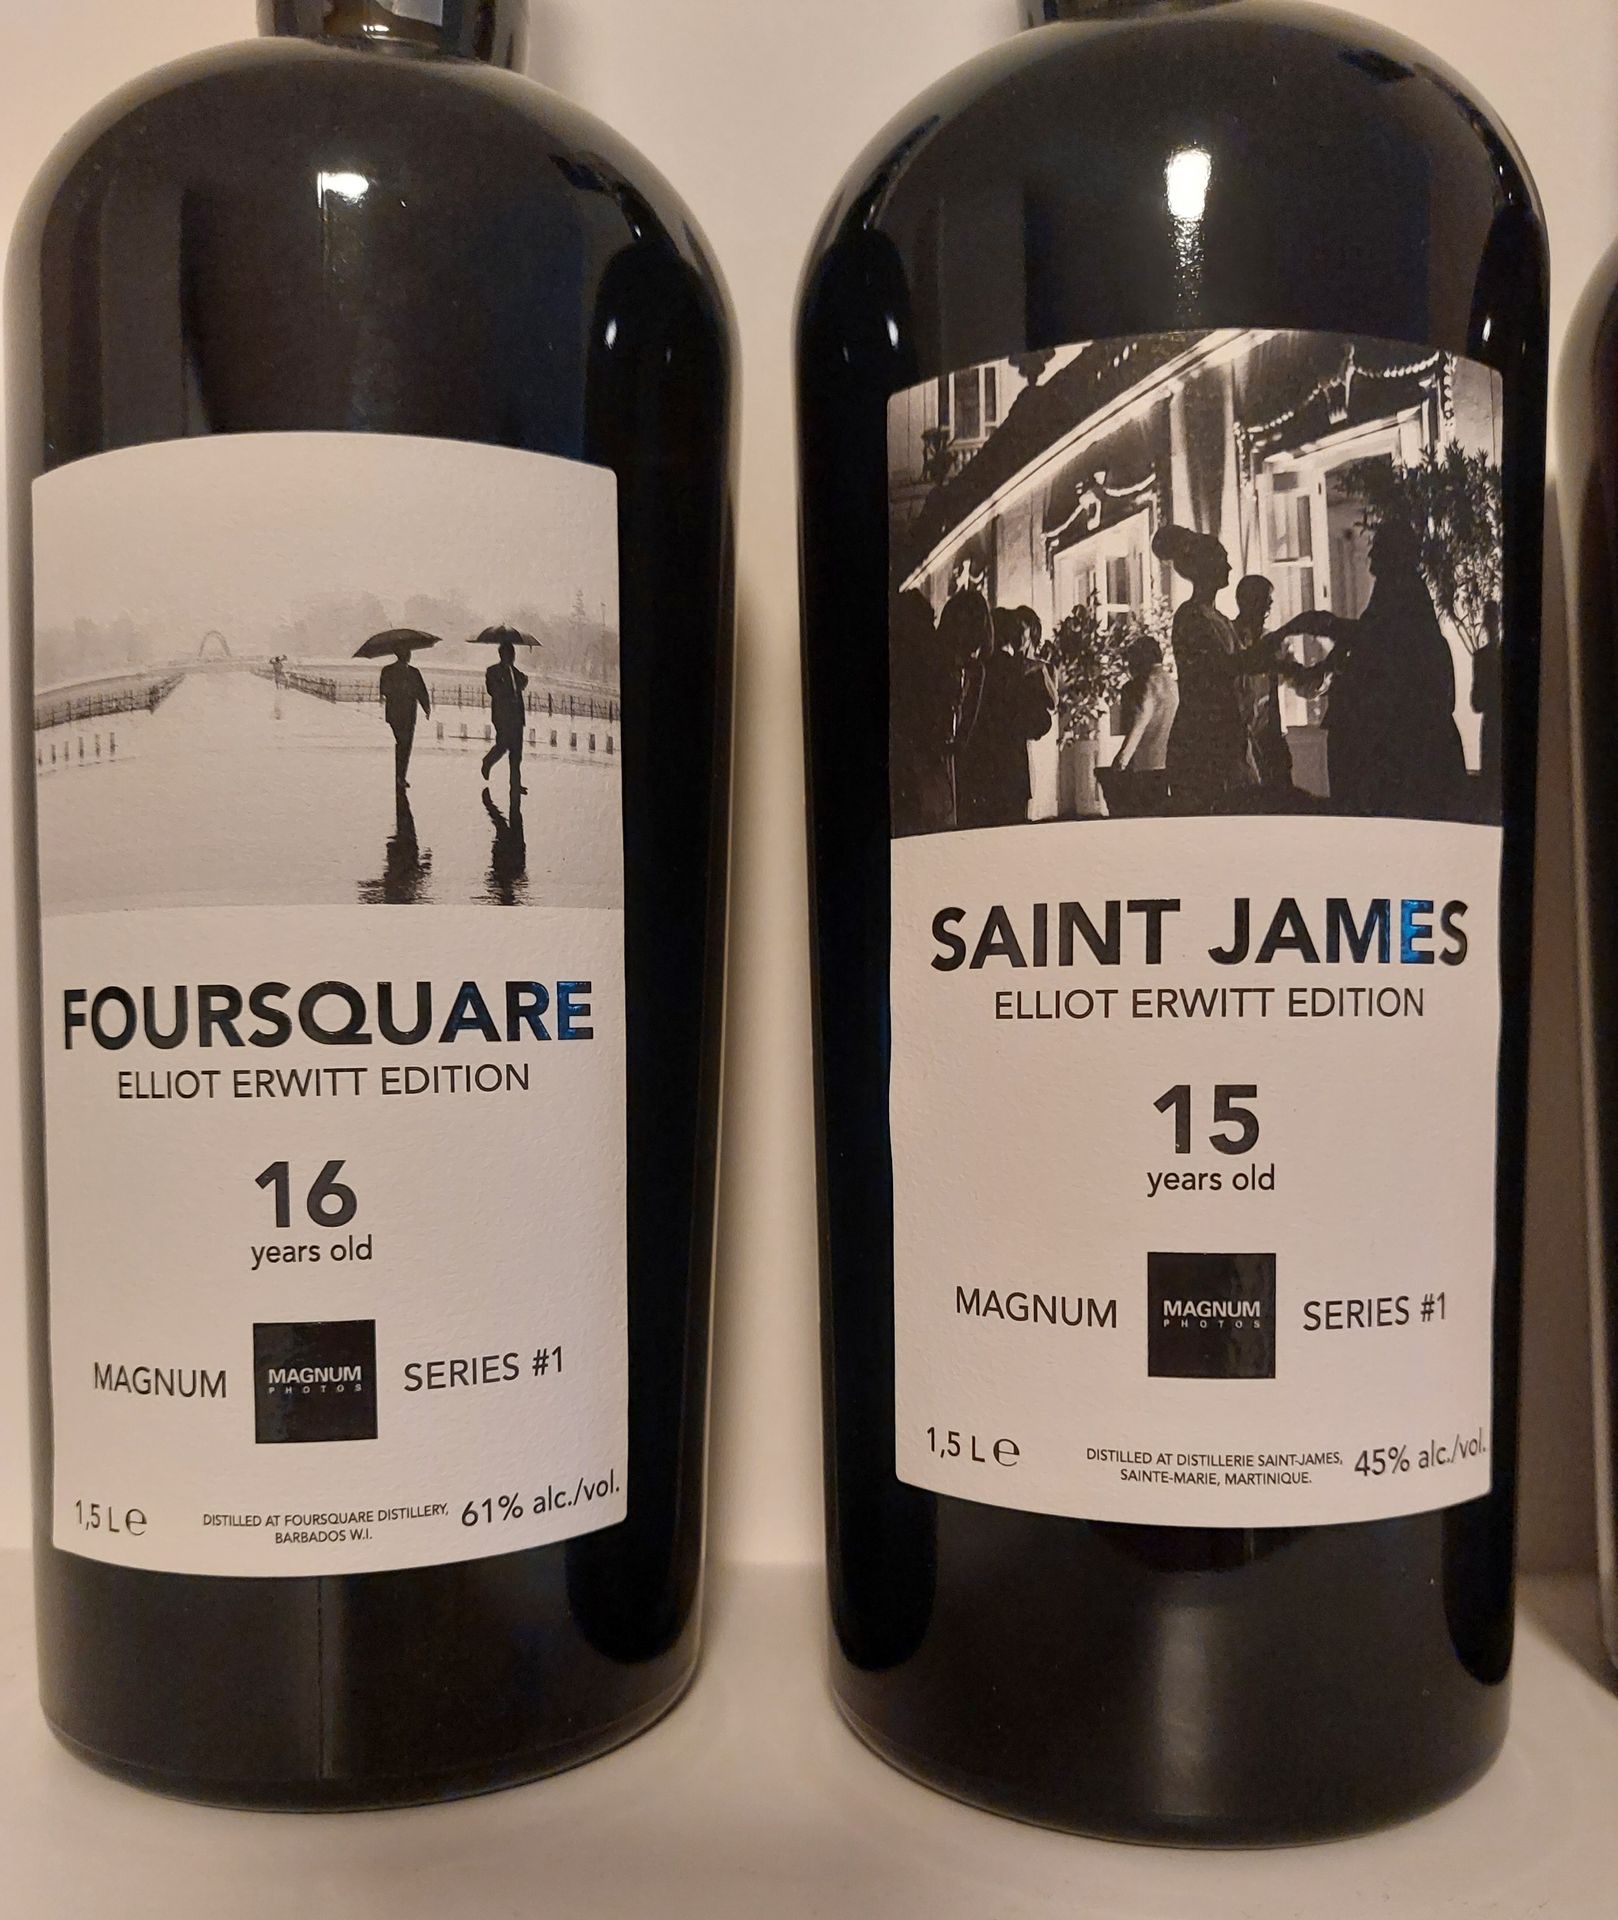 FOURSQUARE
ELLIOT ERWITT EDITION
16
years old
MAGNUM
MAGNUM
PHOTOS
SERIES #1
1,5 L ℮
DISTILLED AT FOURSQUARE DISTILLERY,
BARBADOS W.I.
61% alc./vol.
SAINT JAMES
ELLIOT ERWITT EDITION
15
years old
MAGNUM
MAGNUM
PHOTOS
SERIES #1
1,5 L ℮
DISTILLED AT DISTILLERIE SAINT-JAMES,
SAINTE-MARIE, MARTINIQUE.
45% alc./vol.